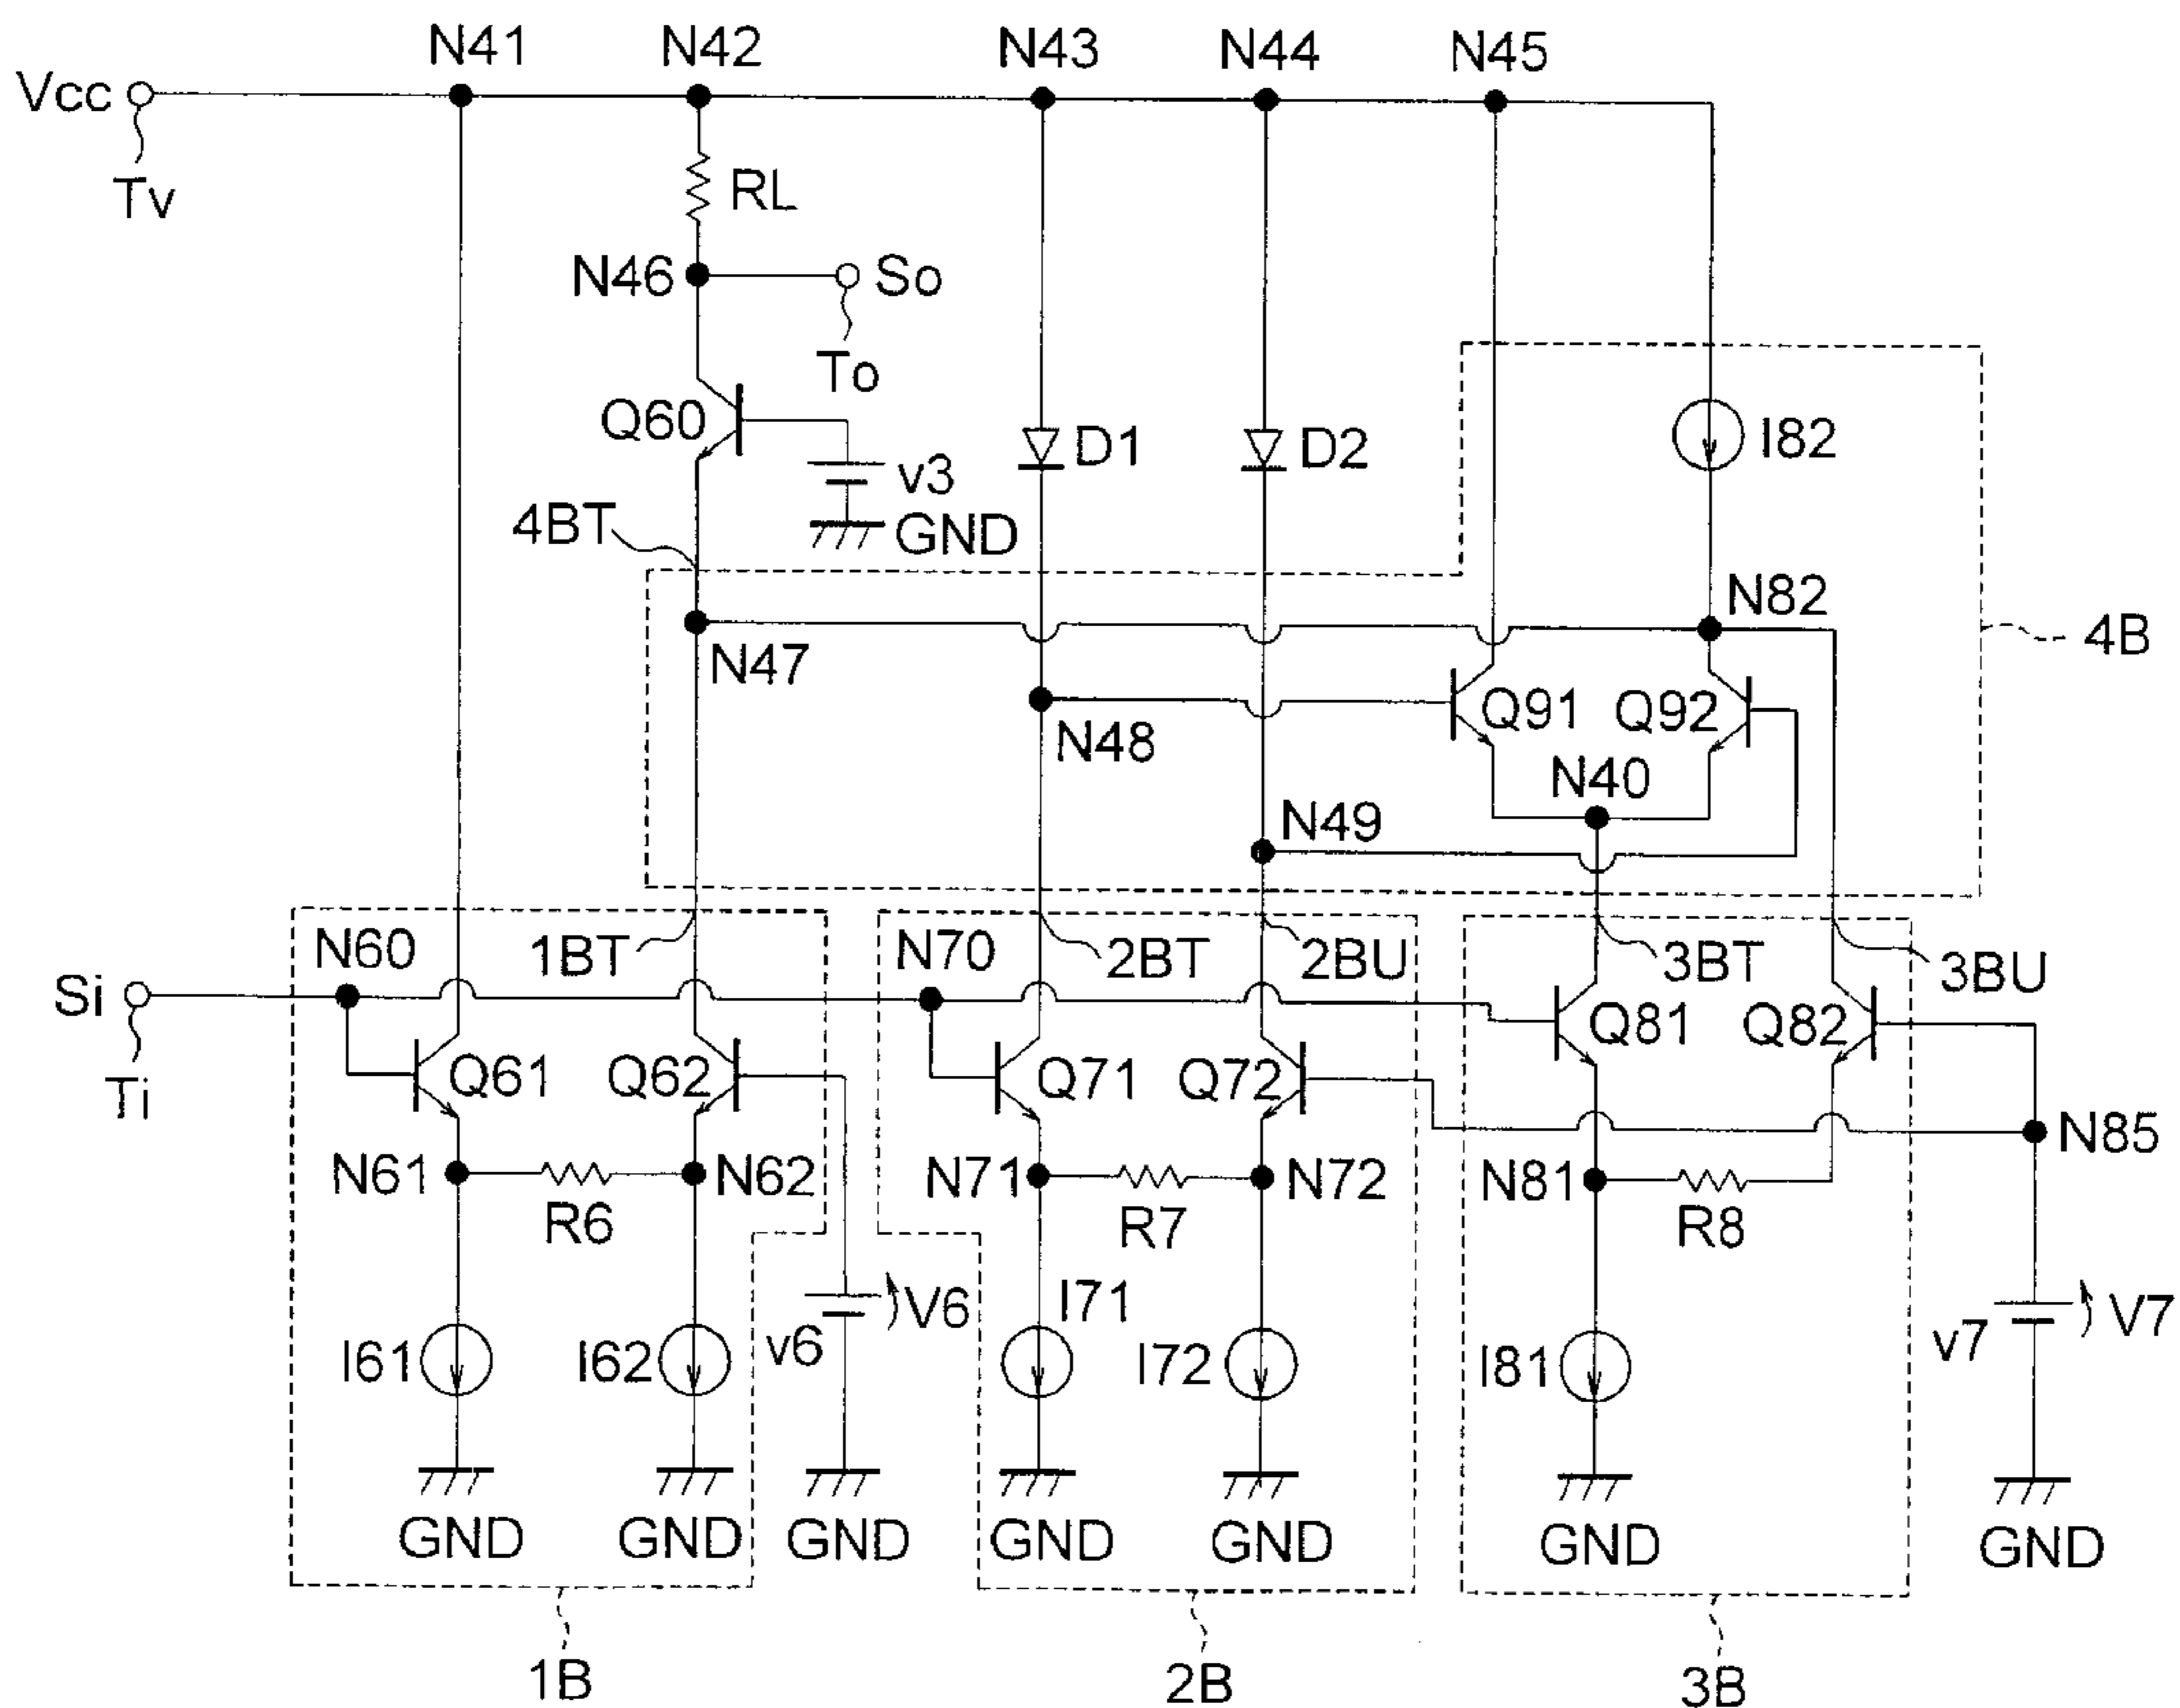 N41 N42 N43 N44 N45
Vcc
Tv
RL
N46 So
To
Q60
D1 D2 I82
v3
4BT GND
N82
4B
N47
Q91 Q92
N48
N40
N49
N60 1BT N70 2BT 2BU 3BT 3BU
Si
Ti
Q61 Q62 Q71 Q72 Q81 Q82
N85
N61 N62 N71 N72 N81
R6 R7 R8
I71
V6 V7
v6 v7
I61 I62 I72 I81
GND GND GND GND GND GND GND
1B 2B 3B